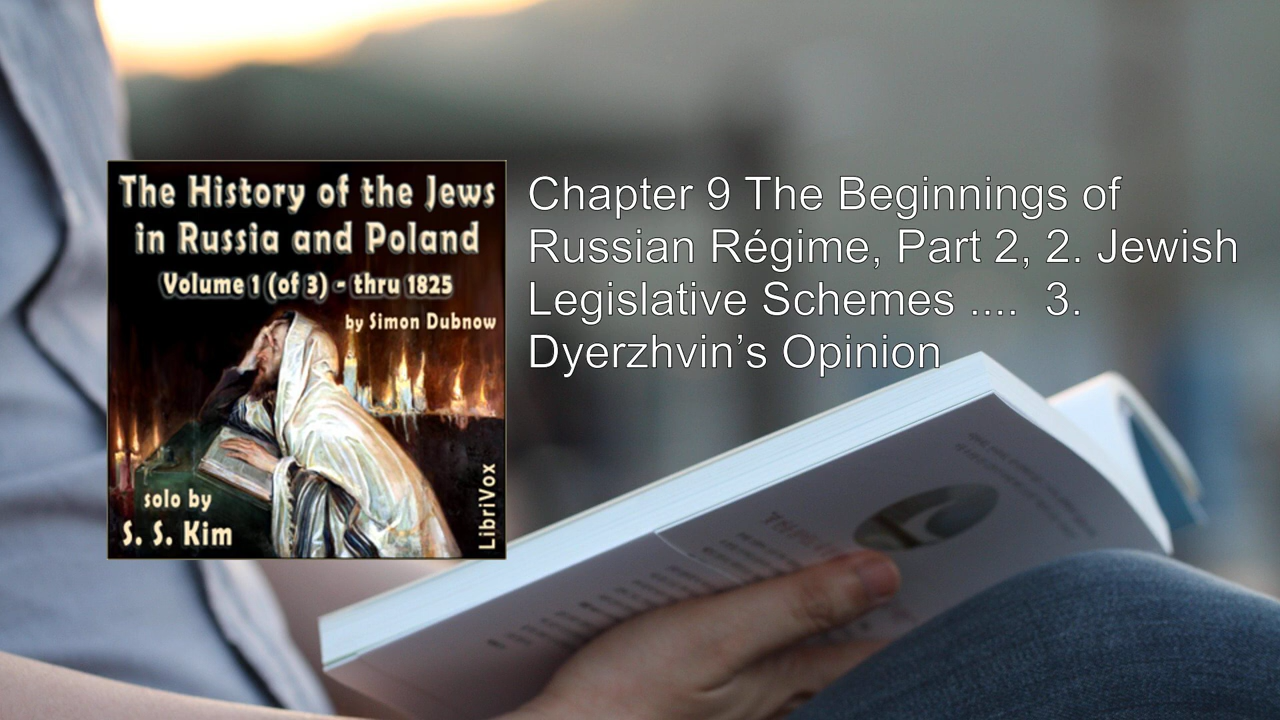 The History of the Jews
in Russia and Poland
Volume 1 (of 3) - thru 1825
by Simon Dubnow
solo by
S. S. Kim
LibriVox
Chapter 9 The Beginnings of
Russian Régime, Part 2, 2. Jewish
Legislative Schemes .... 3.
Dyerzhvin’s Opinion